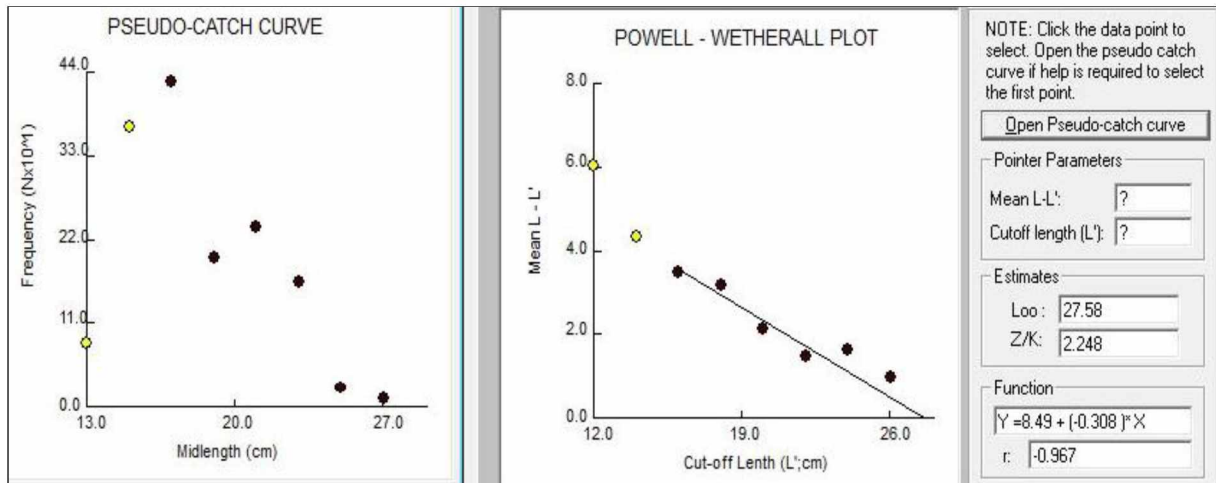 PSEUDO-CATCH CURVE
44.0
33.0
22.0
11.0
0.0
13.0
20.0
27.0
Frequency (Nx10^1)
Midlength (cm)
POWELL - WETHERALL PLOT
8.0
6.0
4.0
2.0
0.0
12.0
19.0
26.0
Mean L - L'
Cut-off Lenth (L';cm)
NOTE: Click the data point to
select. Open the pseudo catch
curve if help is required to select
the first point.
Open Pseudo-catch curve
Pointer Parameters
Mean L-L': ?
Cutoff length (L'): ?
Estimates
Loo : 27.58
Z/K: 2.248
Function
Y =8.49 + (-0.308 )* X
r: -0.967